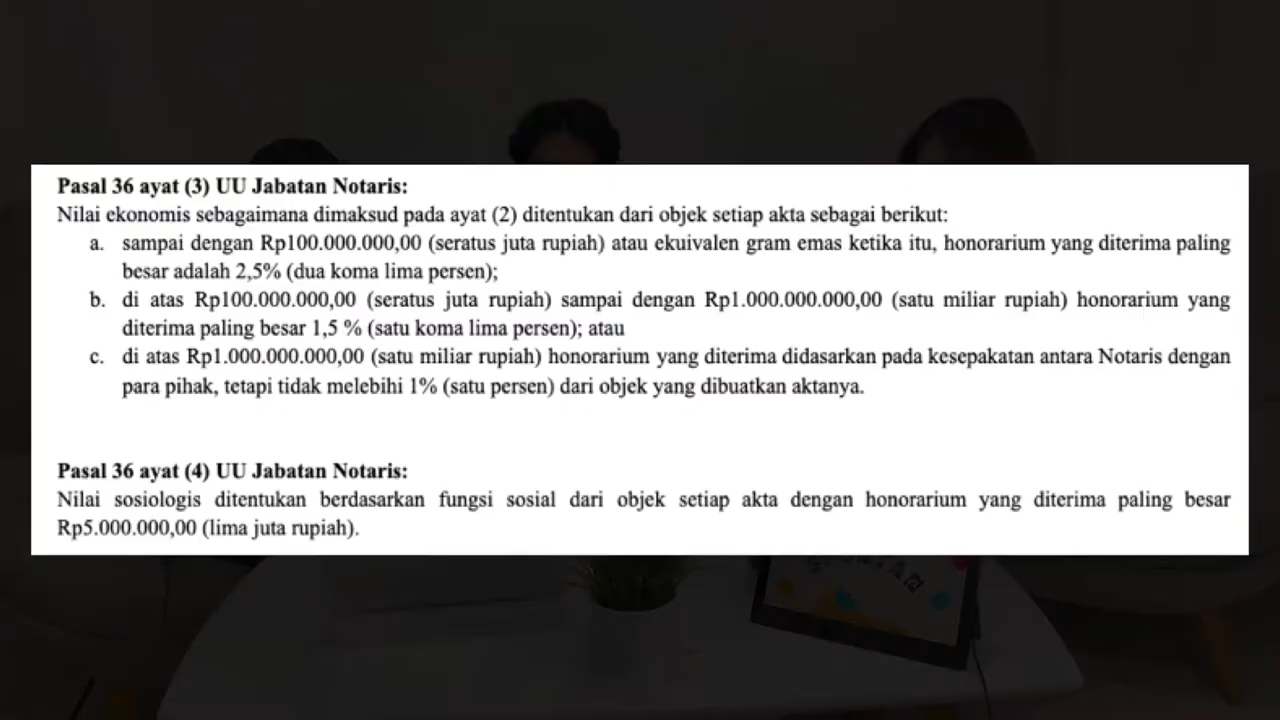 Pasal 36 ayat (3) UU Jabatan Notaris:
Nilai ekonomis sebagaimana dimaksud pada ayat (2) ditentukan dari objek setiap akta sebagai berikut:
a. sampai dengan Rp100.000.000,00 (seratus juta rupiah) atau ekuivalen gram emas ketika itu, honorarium yang diterima paling
besar adalah 2,5% (dua koma lima persen);
b. di atas Rp100.000.000,00 (seratus juta rupiah) sampai dengan Rp1.000.000.000,00 (satu miliar rupiah) honorarium yang
diterima paling besar 1,5 % (satu koma lima persen); atau
c. di atas Rp1.000.000.000,00 (satu miliar rupiah) honorarium yang diterima didasarkan pada kesepakatan antara Notaris dengan
para pihak, tetapi tidak melebihi 1% (satu persen) dari objek yang dibuatkan aktanya.
Pasal 36 ayat (4) UU Jabatan Notaris:
Nilai sosiologis ditentukan berdasarkan fungsi sosial dari objek setiap akta dengan honorarium yang diterima paling besar
Rp5.000.000,00 (lima juta rupiah).